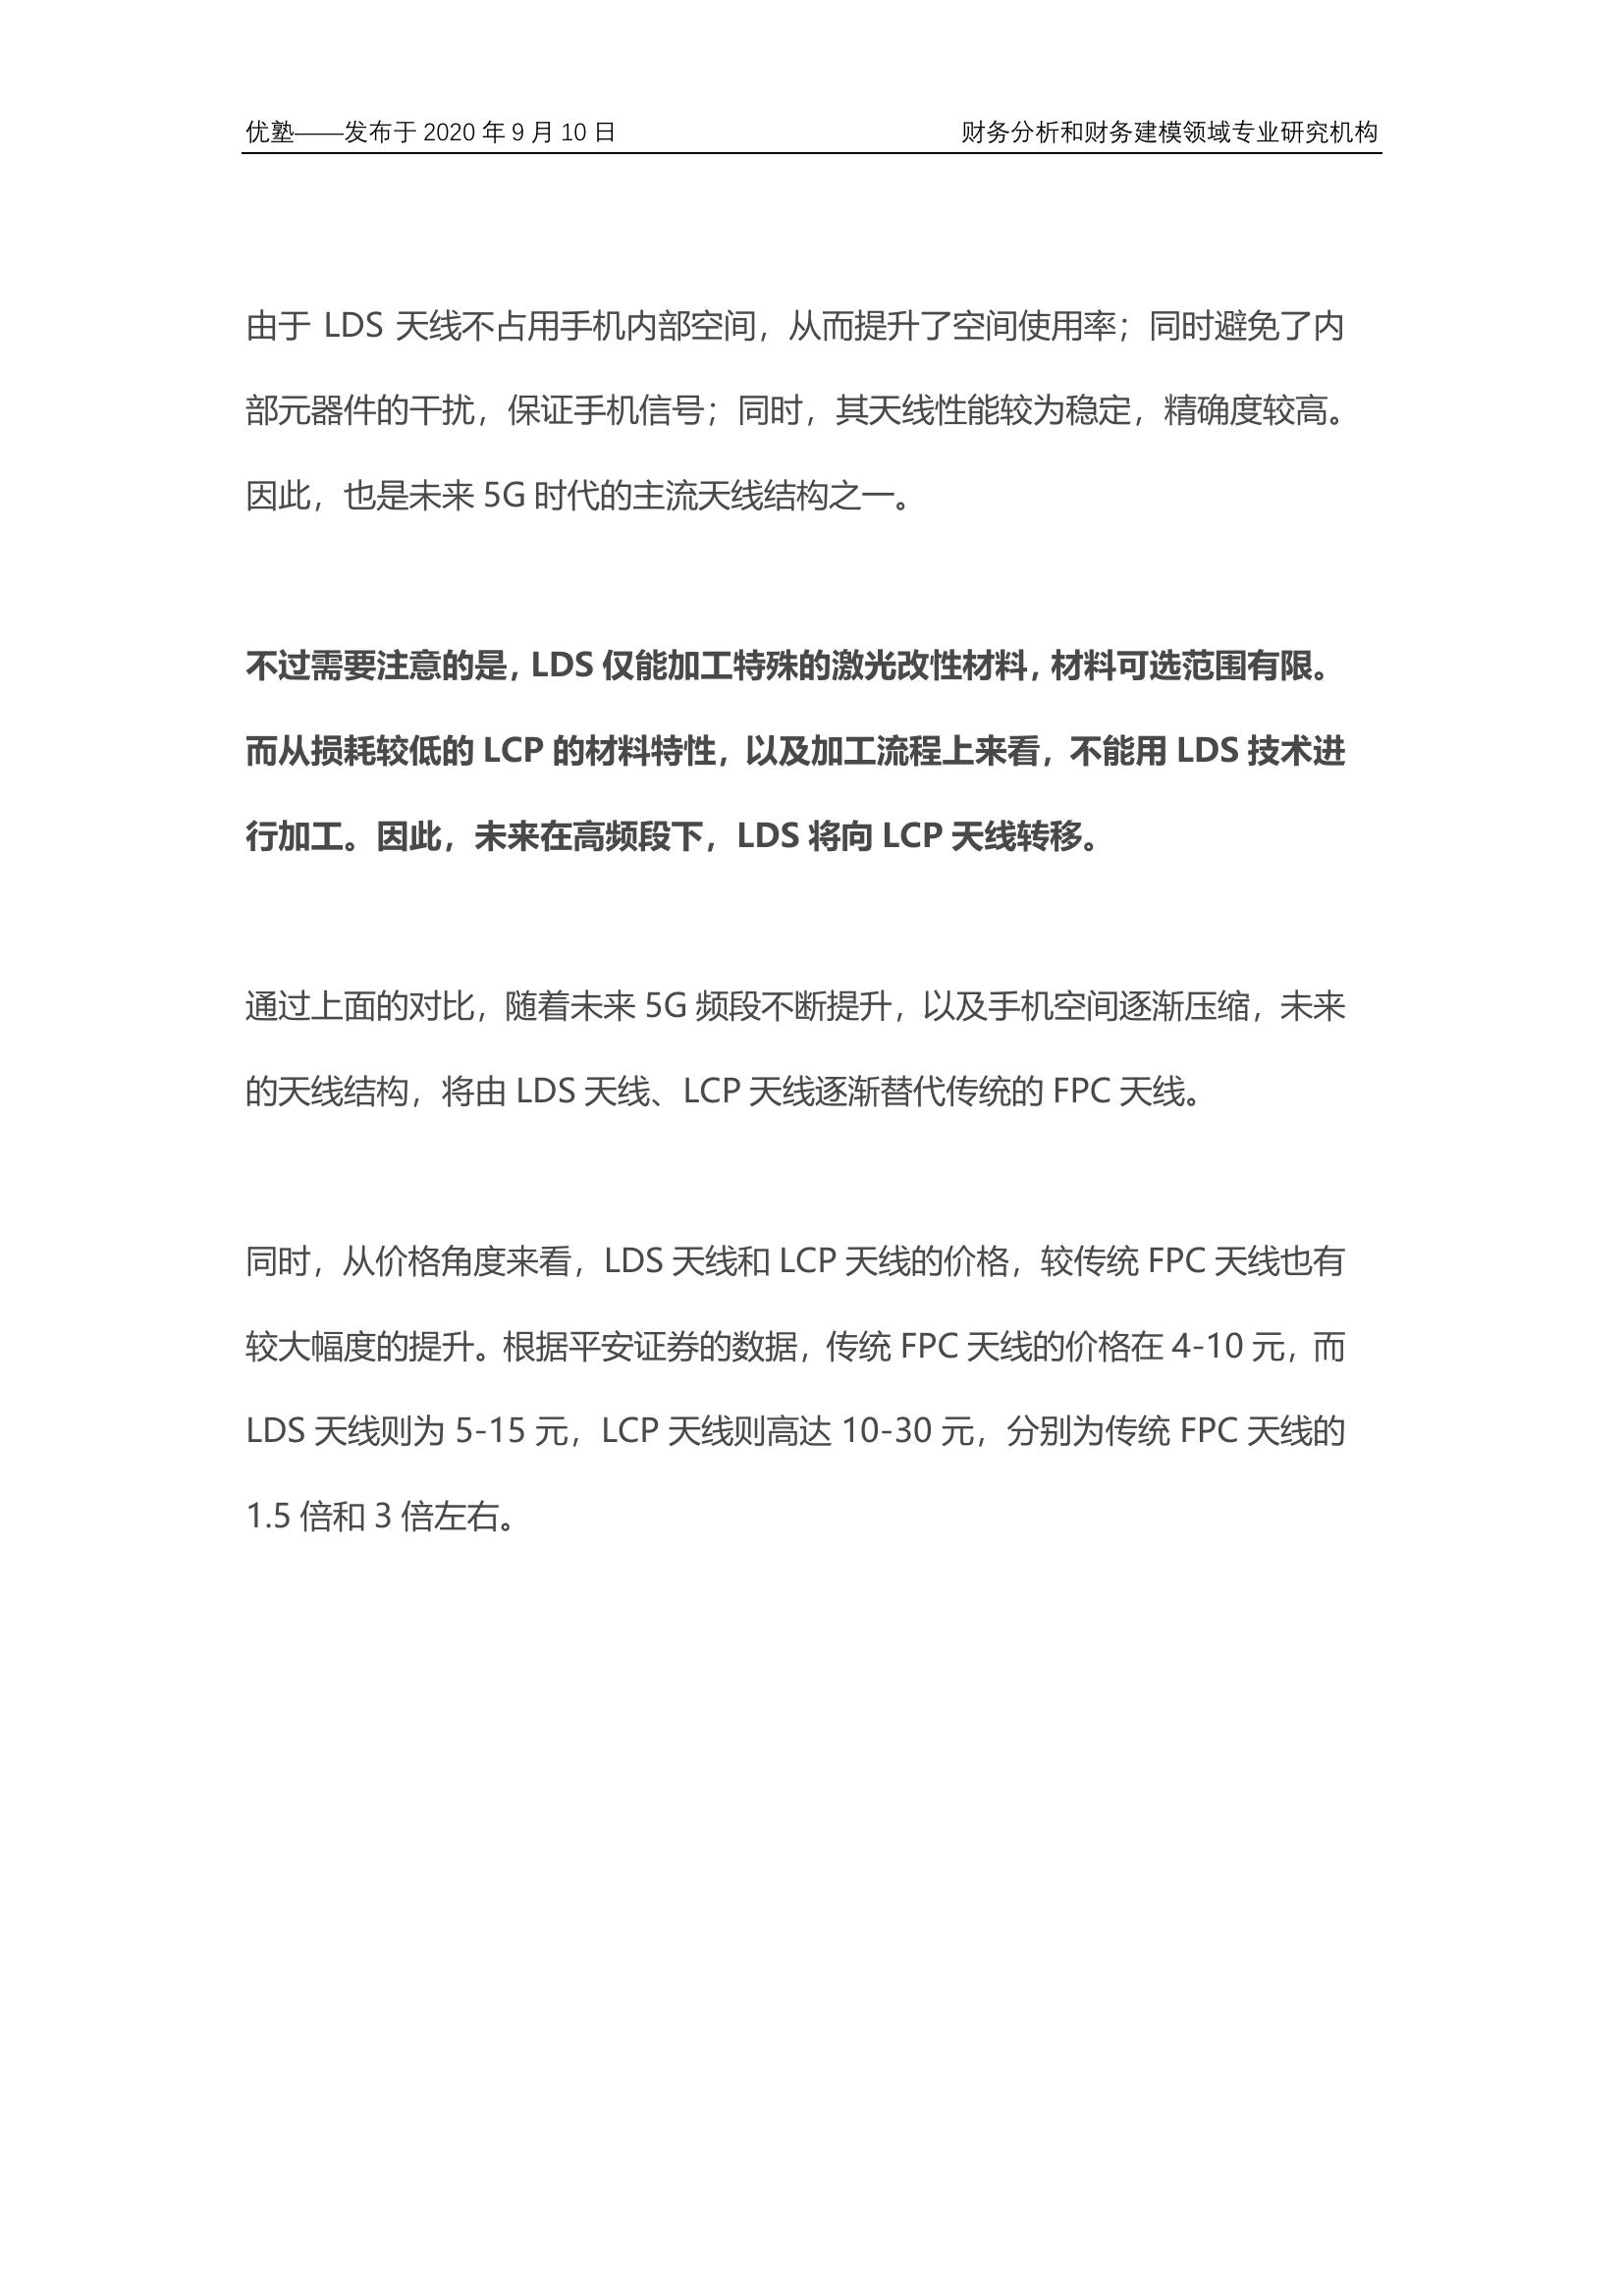 优塾——发布于 2020 年 9 月 10 日 财务分析和财务建模领域专业研究机构
由于 LDS 天线不占用手机内部空间，从而提升了空间使用率；同时避免了内
部元器件的干扰，保证手机信号；同时，其天线性能较为稳定，精确度较高。
因此，也是未来 5G 时代的主流天线结构之一。
不过需要注意的是，LDS 仅能加工特殊的激光改性材料，材料可选范围有限。
而从损耗较低的 LCP 的材料特性，以及加工流程上来看，不能用 LDS 技术进
行加工。因此，未来在高频段下，LDS 将向 LCP 天线转移。
通过上面的对比，随着未来 5G 频段不断提升，以及手机空间逐渐压缩，未来
的天线结构，将由 LDS 天线、LCP 天线逐渐替代传统的 FPC 天线。
同时，从价格角度来看，LDS 天线和 LCP 天线的价格，较传统 FPC 天线也有
较大幅度的提升。根据平安证券的数据，传统 FPC 天线的价格在 4-10 元，而
LDS 天线则为 5-15 元，LCP 天线则高达 10-30 元，分别为传统 FPC 天线的
1.5 倍和 3 倍左右。